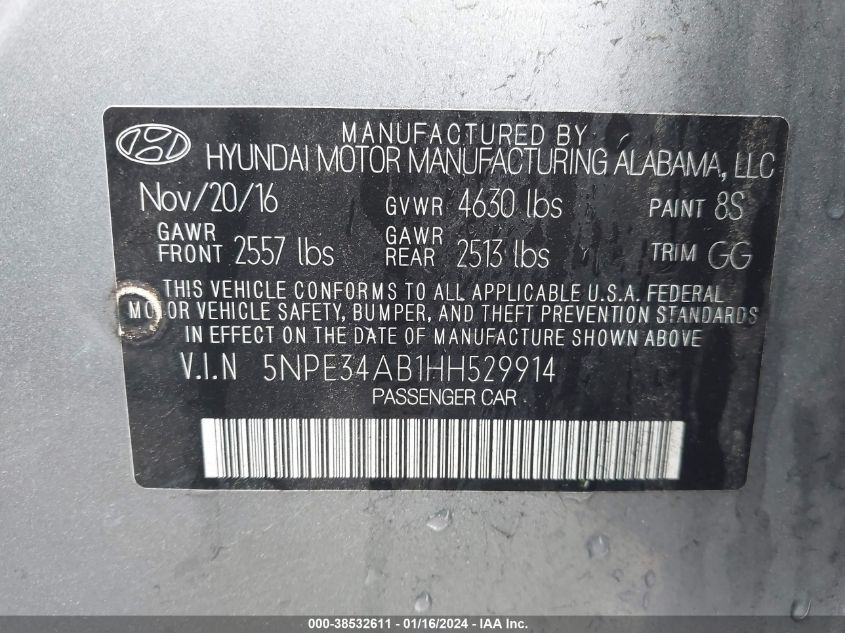 MANUFACTURED BY
HYUNDAI MOTOR MANUFACTURING ALABAMA, LLC
Nov/20/16 GVWR 4630 lbs PAINT 8S
GAWR FRONT 2557 lbs GAWR REAR 2513 lbs TRIM GG
THIS VEHICLE CONFORMS TO ALL APPLICABLE U.S.A. FEDERAL
MOTOR VEHICLE SAFETY, BUMPER, AND THEFT PREVENTION STANDARDS
IN EFFECT ON THE DATE OF MANUFACTURE SHOWN ABOVE
V.I.N 5NPE34AB1HH529914
PASSENGER CAR
000-38532611 - 01/16/2024 - IAA Inc.